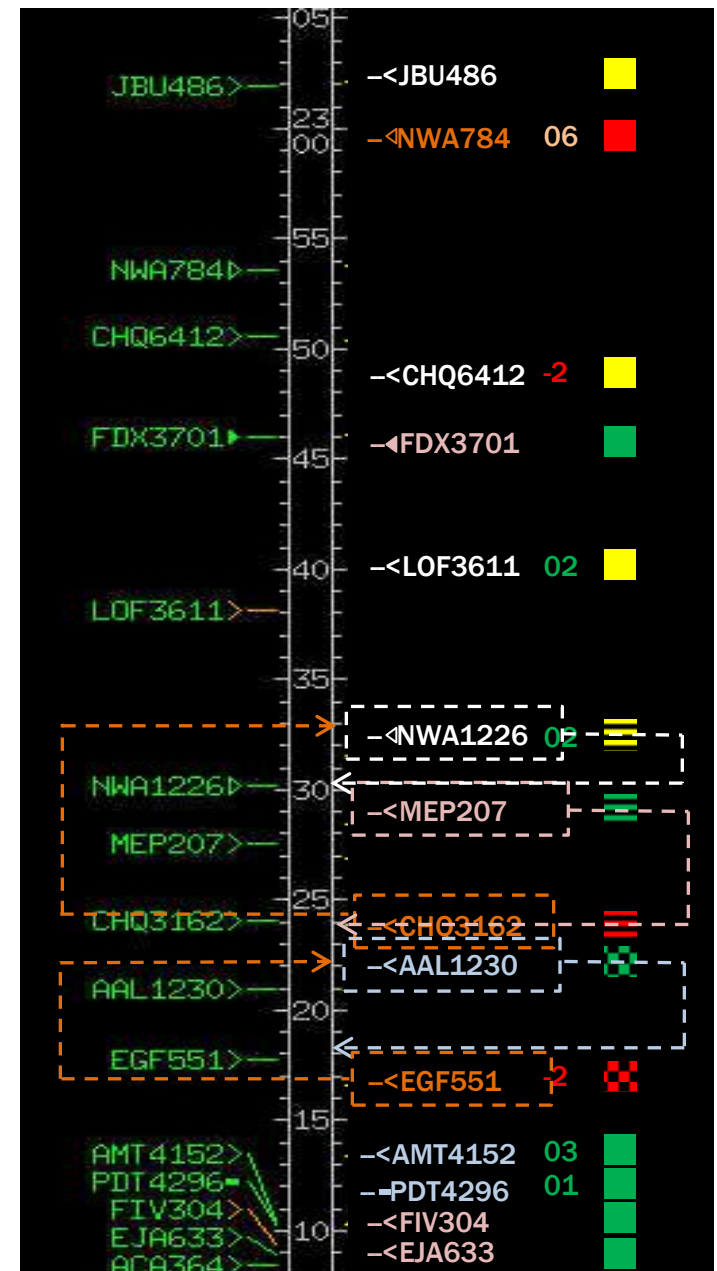 05
JBU486> –<JBU486
23
00 –◁NWA784 06
55
NWA784▷
CHQ6412>
50
–<CHQ6412 -2
FDX3701▶ –◀FDX3701
45
40 –<LOF3611 02
LOF3611>
35
–◁NWA1226 02
NWA1226▷ 30
–<MEP207
MEP207>
25
CHQ3162> –<CHQ3162
–<AAL1230
AAL1230>
20
EGF551>
–<EGF551 -2
15
AMT4152> –<AMT4152 03
PDT4296- –-PDT4296 01
FIV304> –<FIV304
10
EJA633> –<EJA633
ACA364>